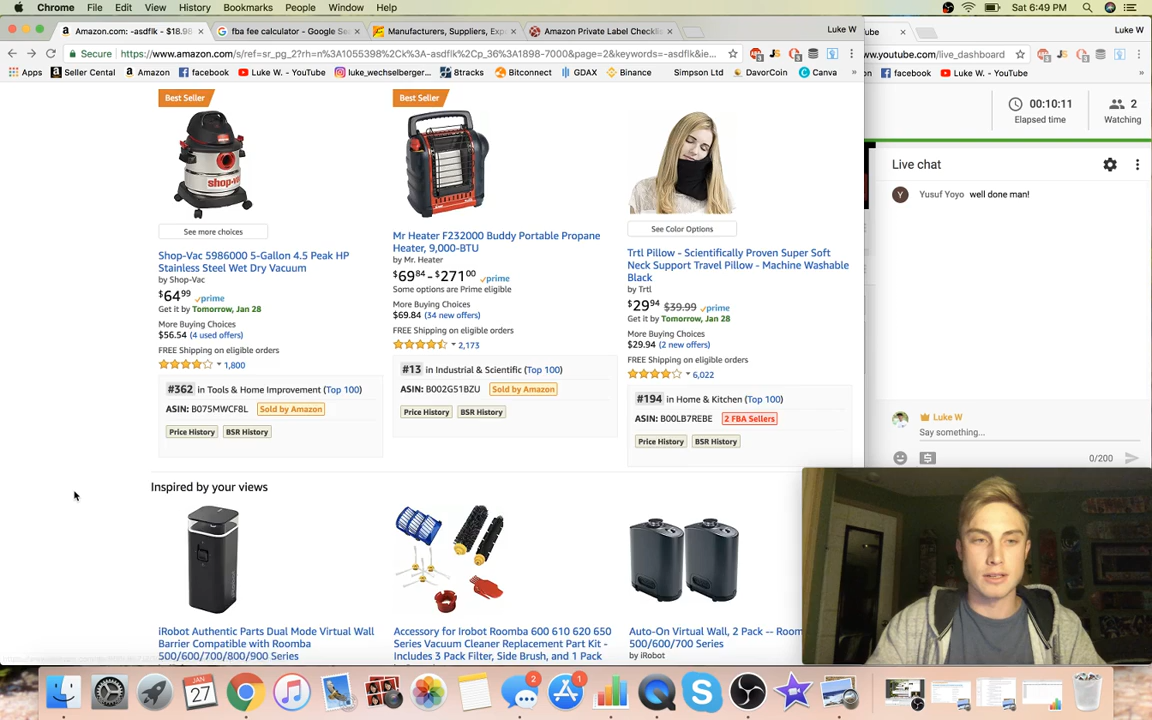 Chrome File Edit View History Bookmarks People Window Help Sat 6:49 PM
Amazon.com: -asdflk - $18.98 fba fee calculator - Google Se Manufacturers, Suppliers, Exp Amazon Private Label Checkli Luke W ube Luke W
Secure https://www.amazon.com/s/ref=sr_pg_2?rh=n%3A1055398%2Ck%3A-asdflk%2Cp_36%3A1898-7000&page=2&keywords=-asdflk&ie... www.youtube.com/live_dashboard
Apps Seller Cental Amazon facebook Luke W. - YouTube luke_wechselberger... 8tracks Bitconnect GDAX Binance Simpson Ltd DavorCoin Canva on facebook Luke W. - YouTube
00:10:11
Elapsed time
2
Watching
Live chat
Yusuf Yoyo well done man!
Luke W
Say something...
0/200
Best Seller
See more choices
Shop-Vac 5986000 5-Gallon 4.5 Peak HP
Stainless Steel Wet Dry Vacuum
by Shop-Vac
$64.99 prime
Get it by Tomorrow, Jan 28
More Buying Choices
$56.54 (4 used offers)
FREE Shipping on eligible orders
1,800
#362 in Tools & Home Improvement (Top 100)
ASIN: B075MWCF8L Sold by Amazon
Price History BSR History
Best Seller
Mr Heater F232000 Buddy Portable Propane
Heater, 9,000-BTU
by Mr. Heater
$69.84 - $271.00 prime
Some options are Prime eligible
More Buying Choices
$69.84 (34 new offers)
FREE Shipping on eligible orders
2,173
#13 in Industrial & Scientific (Top 100)
ASIN: B002G51BZU Sold by Amazon
Price History BSR History
See Color Options
Trtl Pillow - Scientifically Proven Super Soft
Neck Support Travel Pillow - Machine Washable
Black
by Trtl
$29.94 $39.99 prime
Get it by Tomorrow, Jan 28
More Buying Choices
$29.94 (2 new offers)
FREE Shipping on eligible orders
6,022
#194 in Home & Kitchen (Top 100)
ASIN: B00LB7REBE 2 FBA Sellers
Price History BSR History
Inspired by your views
iRobot Authentic Parts Dual Mode Virtual Wall
Barrier Compatible with Roomba
500/600/700/800/900 Series
Accessory for Irobot Roomba 600 610 620 650
Series Vacuum Cleaner Replacement Part Kit -
Includes 3 Pack Filter, Side Brush, and 1 Pack
Auto-On Virtual Wall, 2 Pack -- Room
500/600/700 Series
by iRobot
JAN
27
2
1